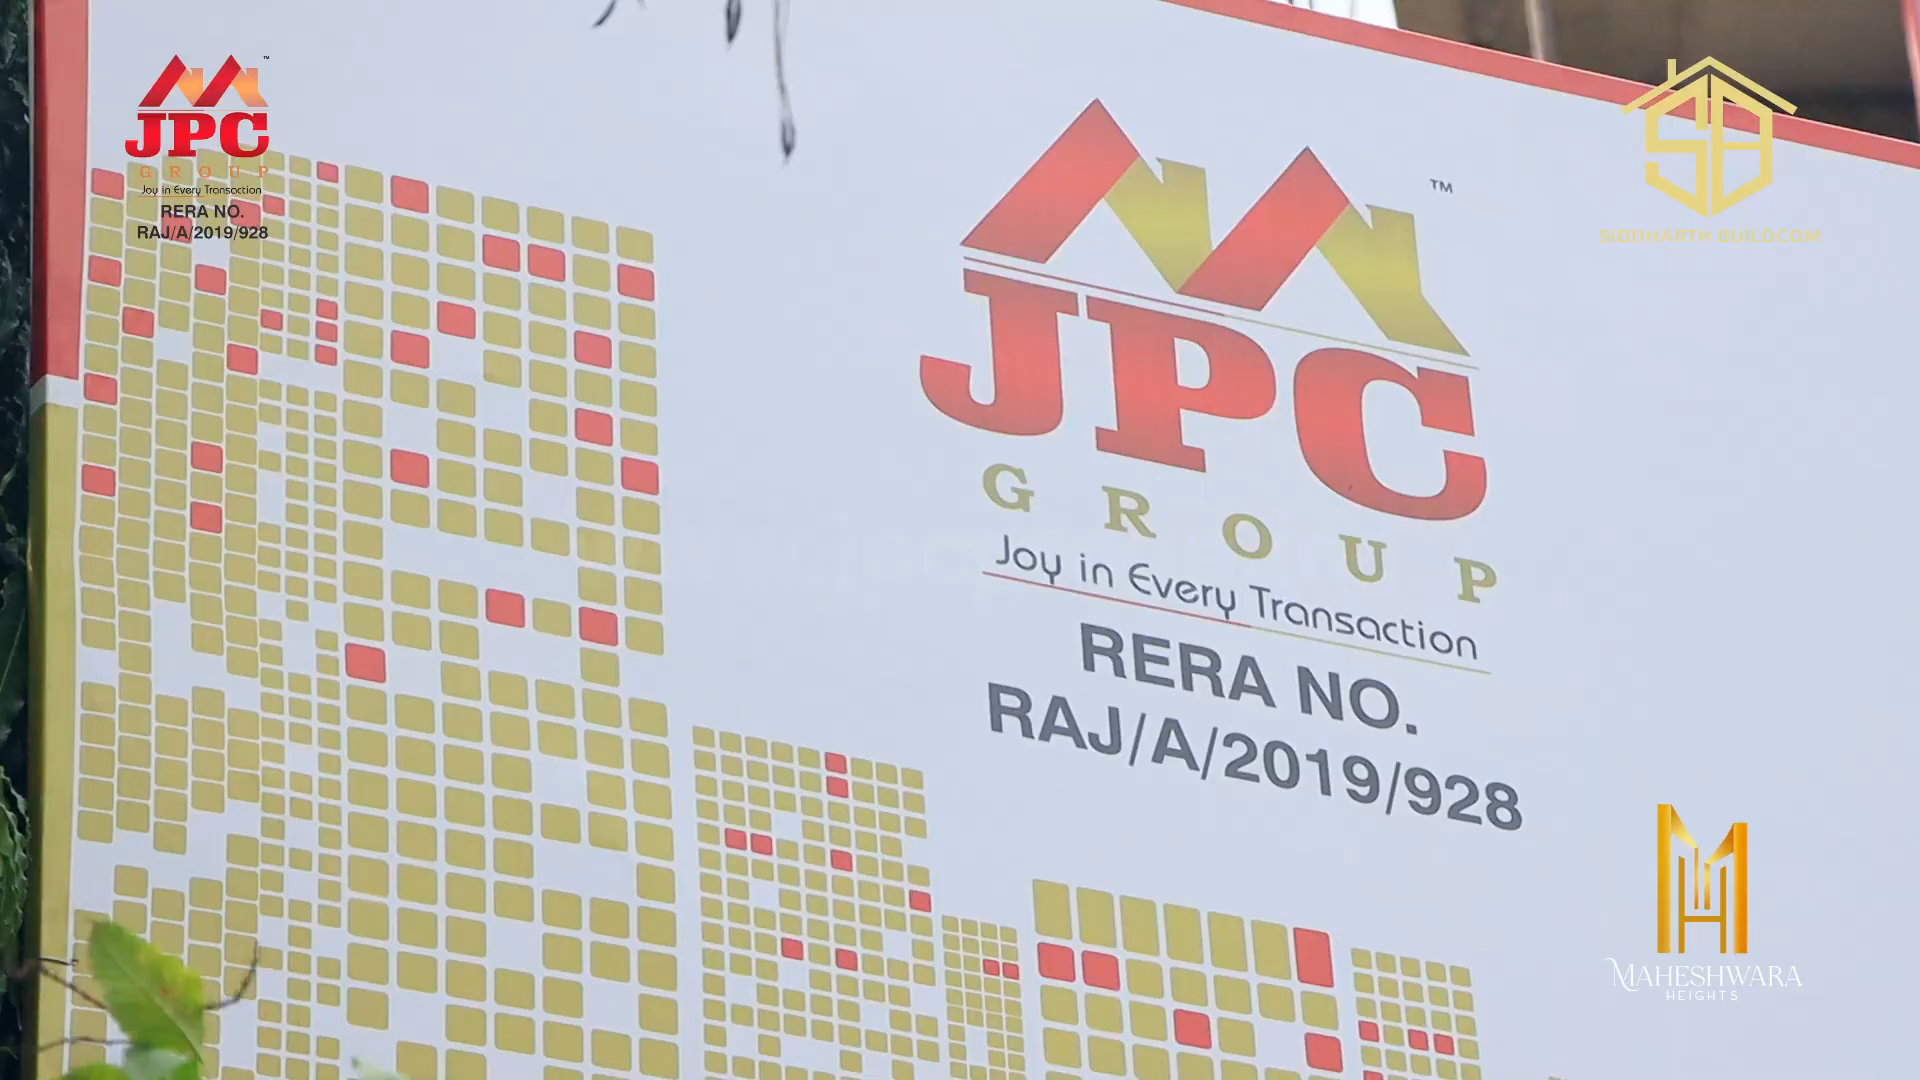 JPC
GROUP
Joy in Every Transaction
RERA NO.
RAJ/A/2019/928
SIDDHARTH BUILDCOM
TM
JPC
GROUP
Joy in Every Transaction
RERA NO.
RAJ/A/2019/928
MAHESHWARA
HEIGHTS